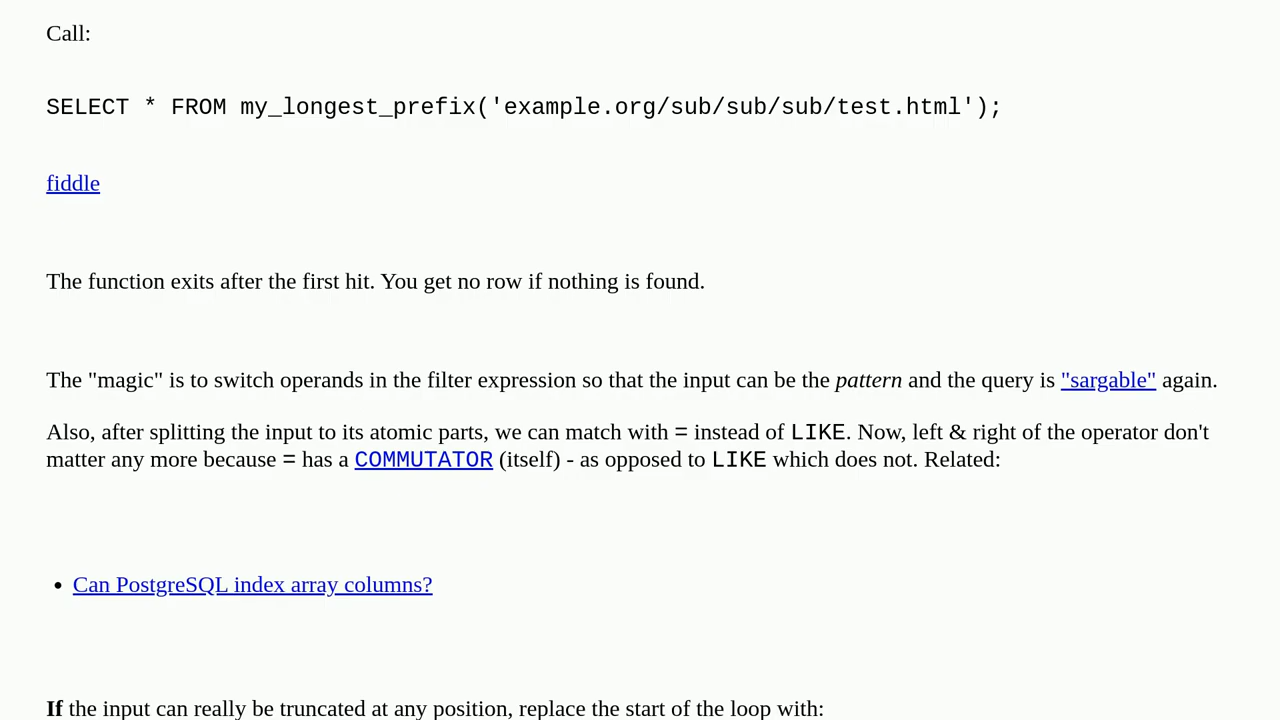 Call:
SELECT * FROM my_longest_prefix('example.org/sub/sub/sub/test.html');
fiddle
The function exits after the first hit. You get no row if nothing is found.
The "magic" is to switch operands in the filter expression so that the input can be the pattern and the query is "sargable" again.
Also, after splitting the input to its atomic parts, we can match with = instead of LIKE. Now, left & right of the operator don't
matter any more because = has a COMMUTATOR (itself) - as opposed to LIKE which does not. Related:
• Can PostgreSQL index array columns?
If the input can really be truncated at any position, replace the start of the loop with: